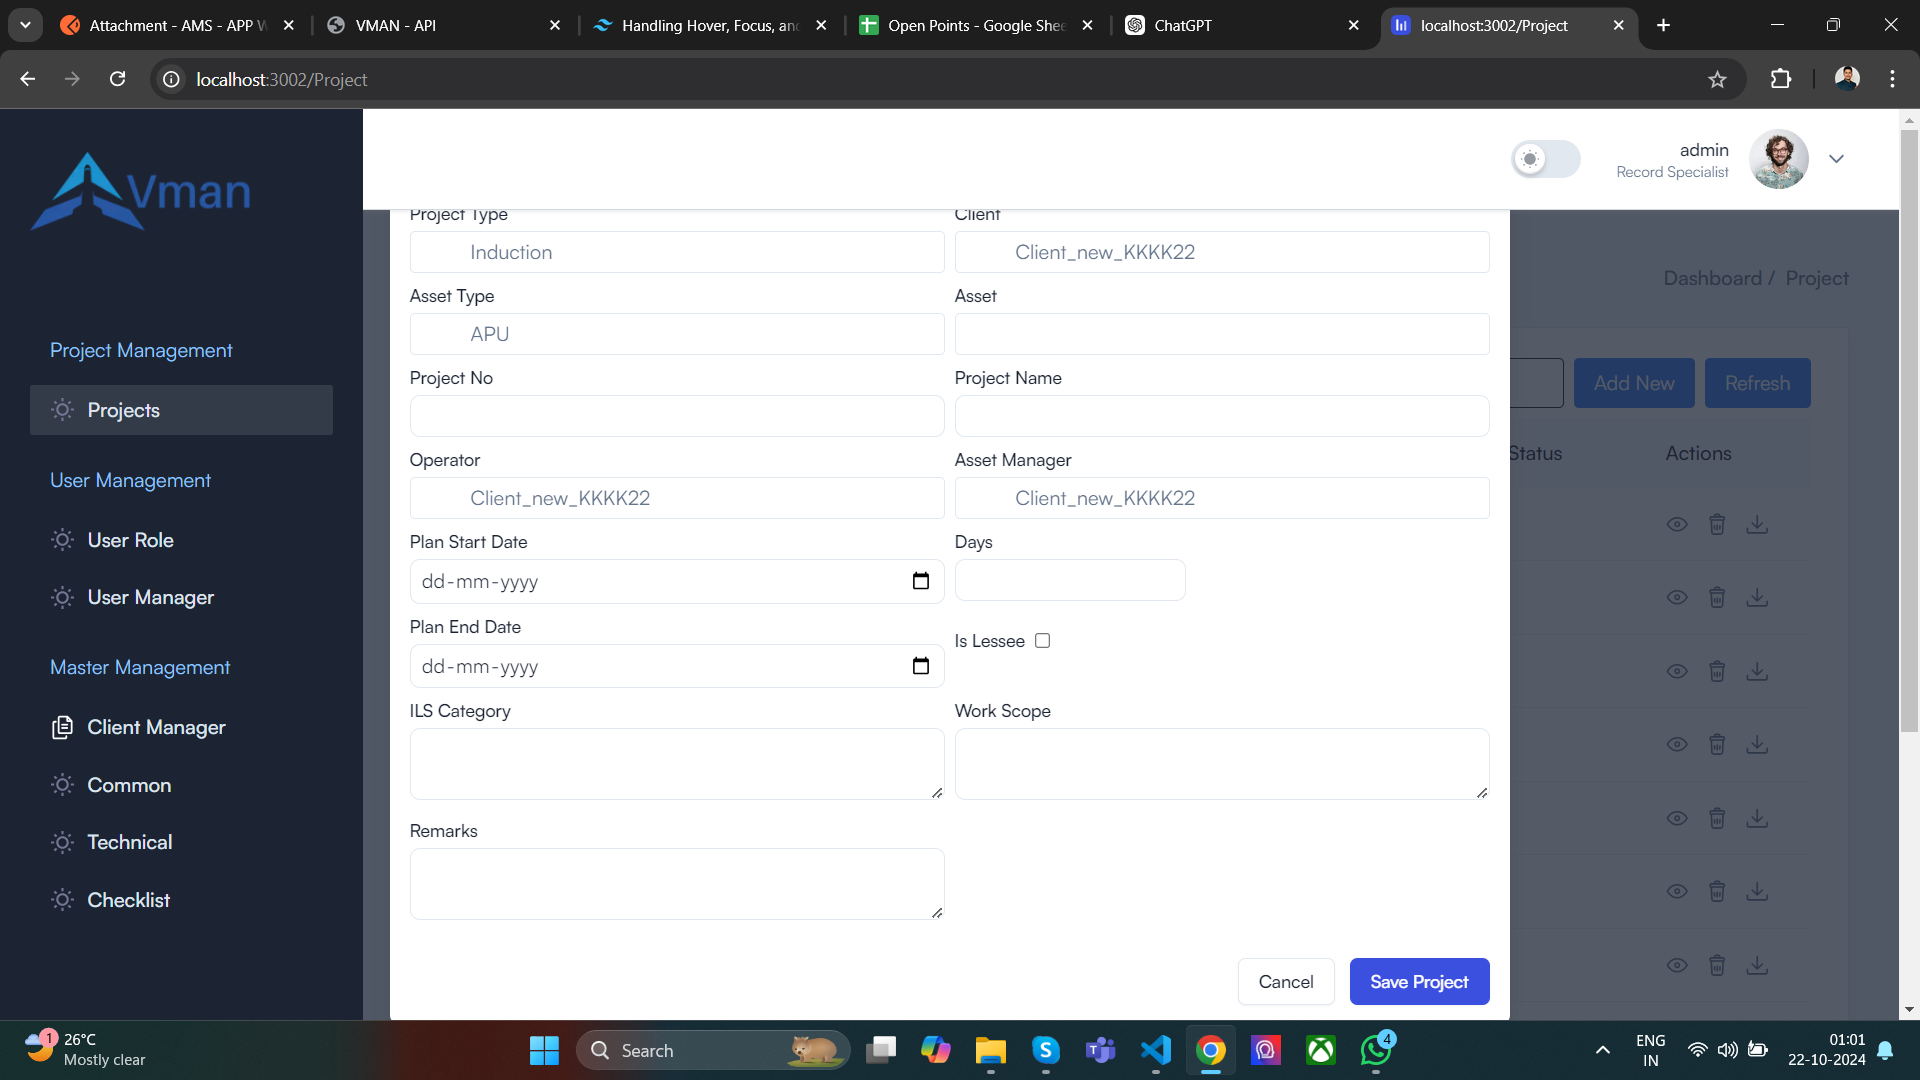 Attachment - AMS - APP W
VMAN - API
Handling Hover, Focus, and
Open Points - Google Shee
ChatGPT
localhost:3002/Project
localhost:3002/Project
Vman
admin
Record Specialist
Project Management
Projects
User Management
User Role
User Manager
Master Management
Client Manager
Common
Technical
Checklist
Dashboard / Project
Add New
Refresh
Status
Actions
Project Type
Client
Induction
Client_new_KKKK22
Asset Type
Asset
APU
Project No
Project Name
Operator
Asset Manager
Client_new_KKKK22
Client_new_KKKK22
Plan Start Date
Days
dd-mm-yyyy
Plan End Date
Is Lessee
dd-mm-yyyy
ILS Category
Work Scope
Remarks
Cancel
Save Project
1
26°C
Mostly clear
Search
4
ENG
IN
01:01
22-10-2024